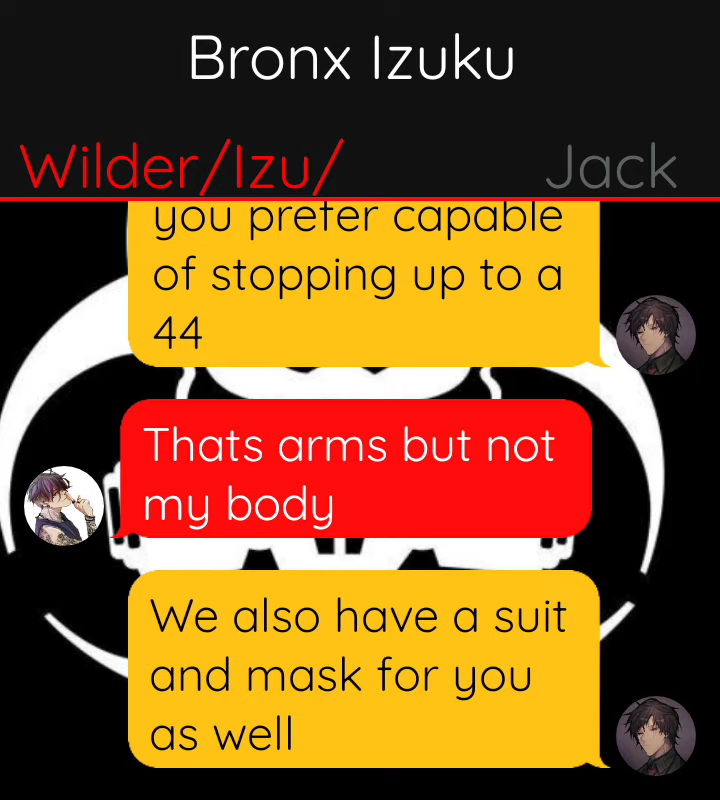 Bronx Izuku
Wilder/Izu/
Jack
you prefer capable
of stopping up to a
44
Thats arms but not
my body
We also have a suit
and mask for you
as well